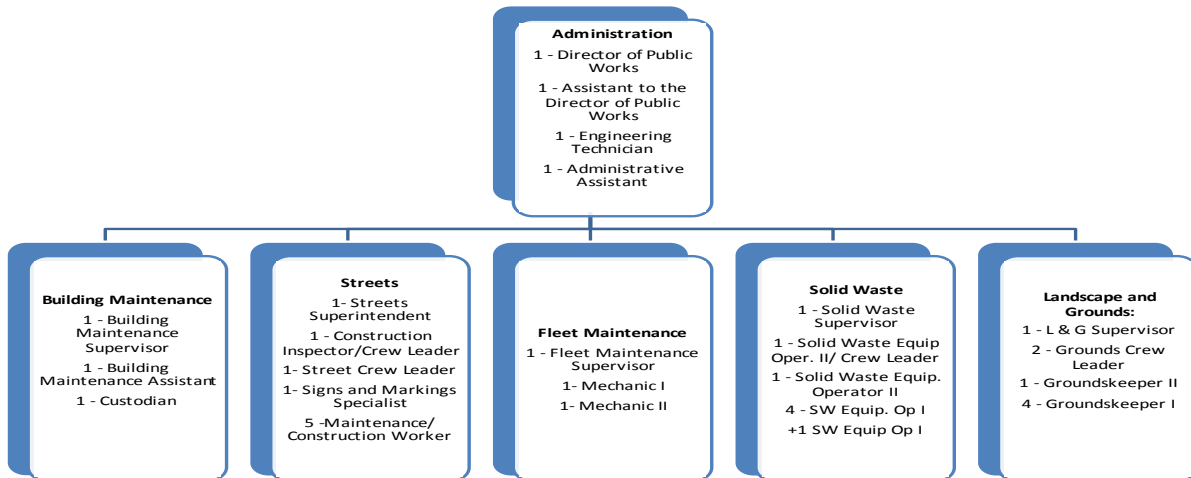 Administration
1 - Director of Public
Works
1 - Assistant to the
Director of Public
Works
1 - Engineering
Technician
1 - Administrative
Assistant
Building Maintenance
1 - Building
Maintenance
Supervisor
1 - Building
Maintenance Assistant
1 - Custodian
Streets
1- Streets
Superintendent
1 - Construction
Inspector/Crew Leader
1- Street Crew Leader
1- Signs and Markings
Specialist
5 -Maintenance/
Construction Worker
Fleet Maintenance
1 - Fleet Maintenance
Supervisor
1- Mechanic I
1- Mechanic II
Solid Waste
1 - Solid Waste
Supervisor
1 - Solid Waste Equip
Oper. II/ Crew Leader
1 - Solid Waste Equip.
Operator II
4 - SW Equip. Op I
+1 SW Equip Op I
Landscape and
Grounds:
1 - L & G Supervisor
2 - Grounds Crew
Leader
1 - Groundskeeper II
4 - Groundskeeper I